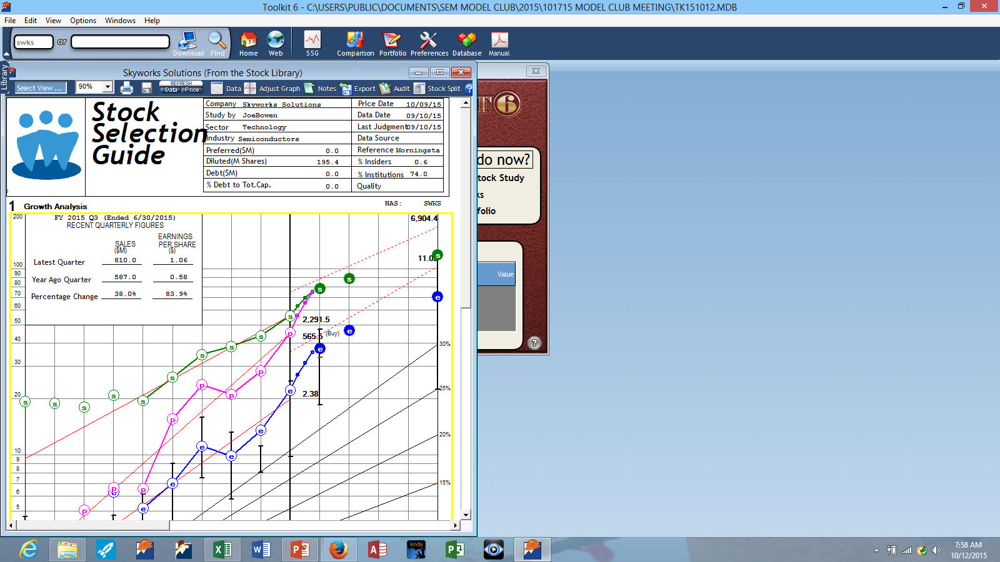 Toolkit 6 - C:\USERS\PUBLIC\DOCUMENTS\SEM MODEL CLUB\2015\101715 MODEL CLUB MEETING\TK151012.MDB
File Edit View Options Windows Help
swks or Download Find Home Web SSG Comparison Portfolio Preferences Database Manual
Library
Skyworks Solutions (From the Stock Library)
Select View ... 90% REFRESH Data Price Data Adjust Graph Notes Export Audit Stock Split
Stock
Selection
Guide
Company Skyworks Solutions Price Date 10/09/15
Study by JoeBowen Data Date 09/10/15
Sector Technology Last Judgment 09/10/15
Industry Semiconductors Data Source
Preferred($M) 0.0 Reference Morningsta
Diluted(M Shares) 195.4 % Insiders 0.6
Debt($M) 0.0 % Institutions 74.0
% Debt to Tot.Cap. 0.0 Quality
1 Growth Analysis NAS: SWKS
FY 2015 Q3 (Ended 6/30/2015)
RECENT QUARTERLY FIGURES
SALES ($M) EARNINGS PER SHARE ($)
Latest Quarter 810.0 1.06
Year Ago Quarter 587.0 0.58
Percentage Change 38.0% 83.9%
200
100
90
80
70
60
50
40
30
20
10
9
8
7
6
5
6,904.4
11.02
2,291.5
565.5 (Buy)
2.38
30%
25%
20%
15%
s s s s s s s s s s s s s
p p p p p p p p
e e e e e e e e e
T 6
do now?
tock Study
ks
folio
Value
?
kindle
7:58 AM
10/12/2015